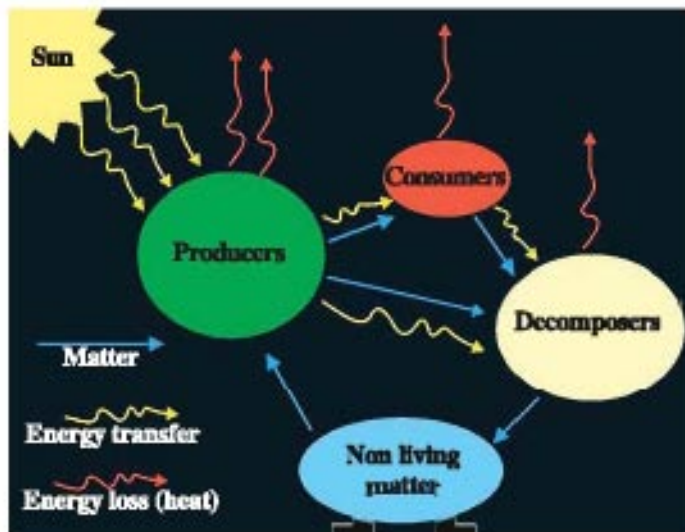 Sun
Consumers
Producers
Decomposers
Matter
Energy transfer
Non living
matter
Energy loss (heat)